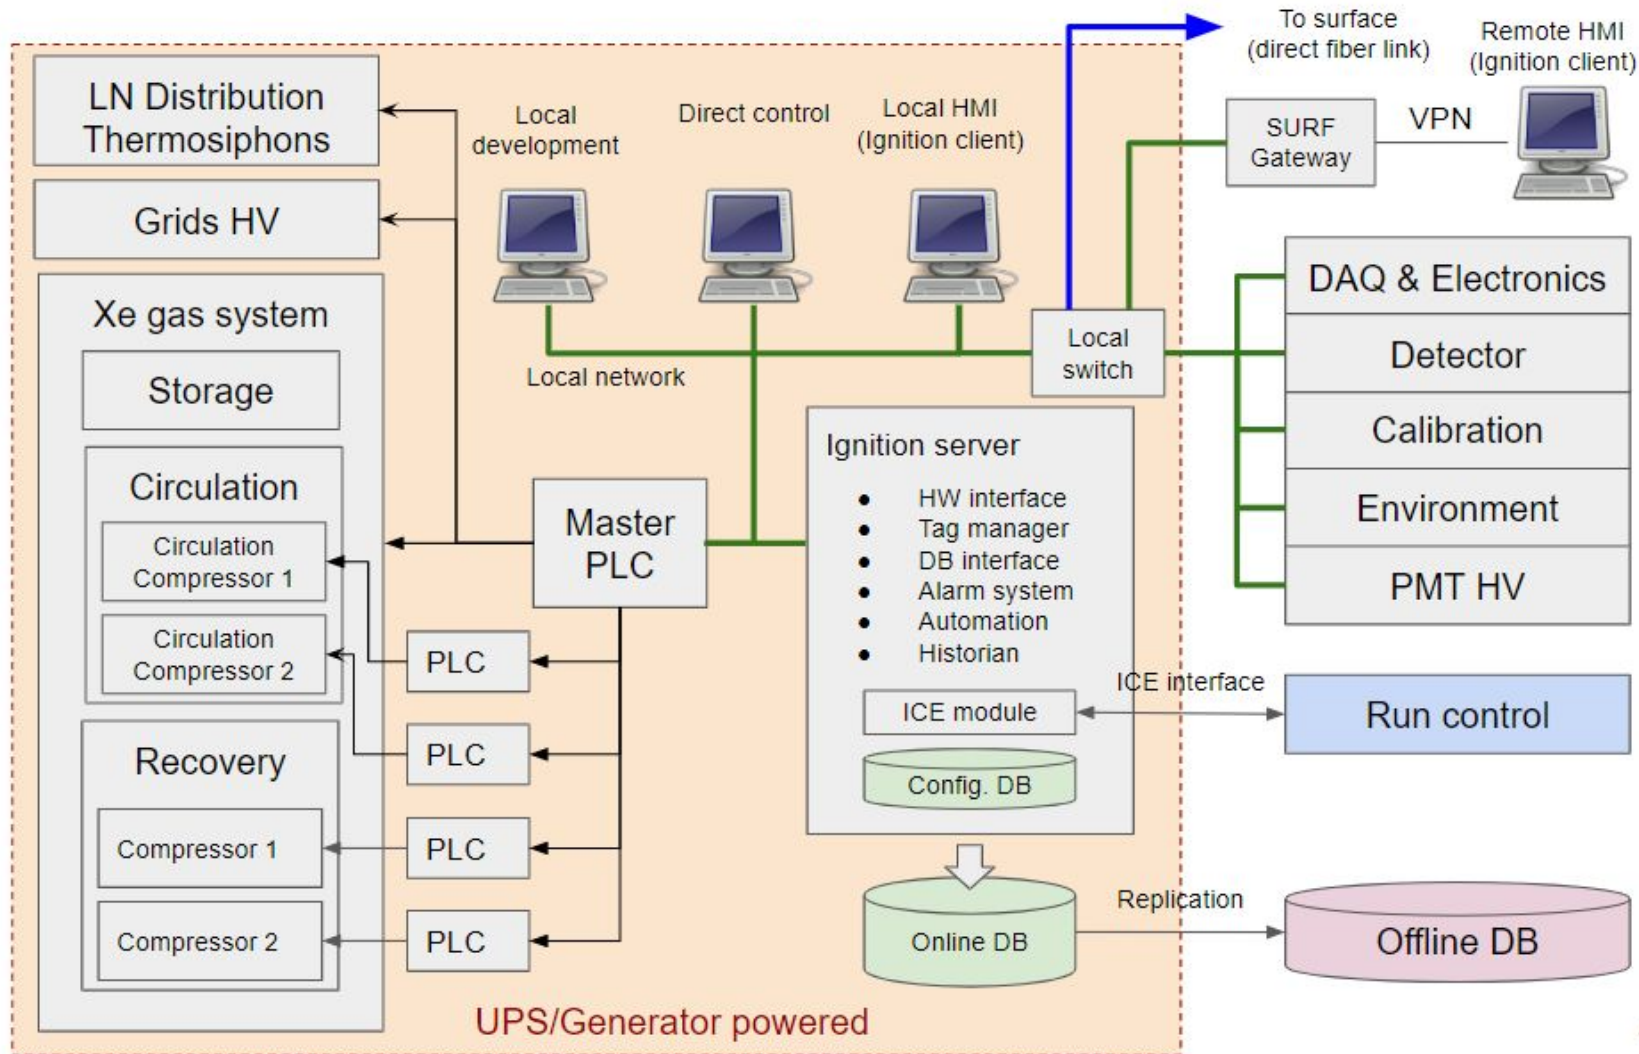 To surface
(direct fiber link)
Remote HMI
(Ignition client)
LN Distribution
Thermosiphons
Local
development
Direct control
Local HMI
(Ignition client)
SURF
Gateway
VPN
Grids HV
DAQ & Electronics
Xe gas system
Local
switch
Detector
Local network
Storage
Calibration
Ignition server
Circulation
Master
PLC
● HW interface
● Tag manager
● DB interface
● Alarm system
● Automation
● Historian
Environment
Circulation
Compressor 1
PMT HV
Circulation
Compressor 2
PLC
ICE interface
ICE module
Run control
Recovery
PLC
Config. DB
Compressor 1
PLC
Replication
Compressor 2
PLC
Online DB
Offline DB
UPS/Generator powered